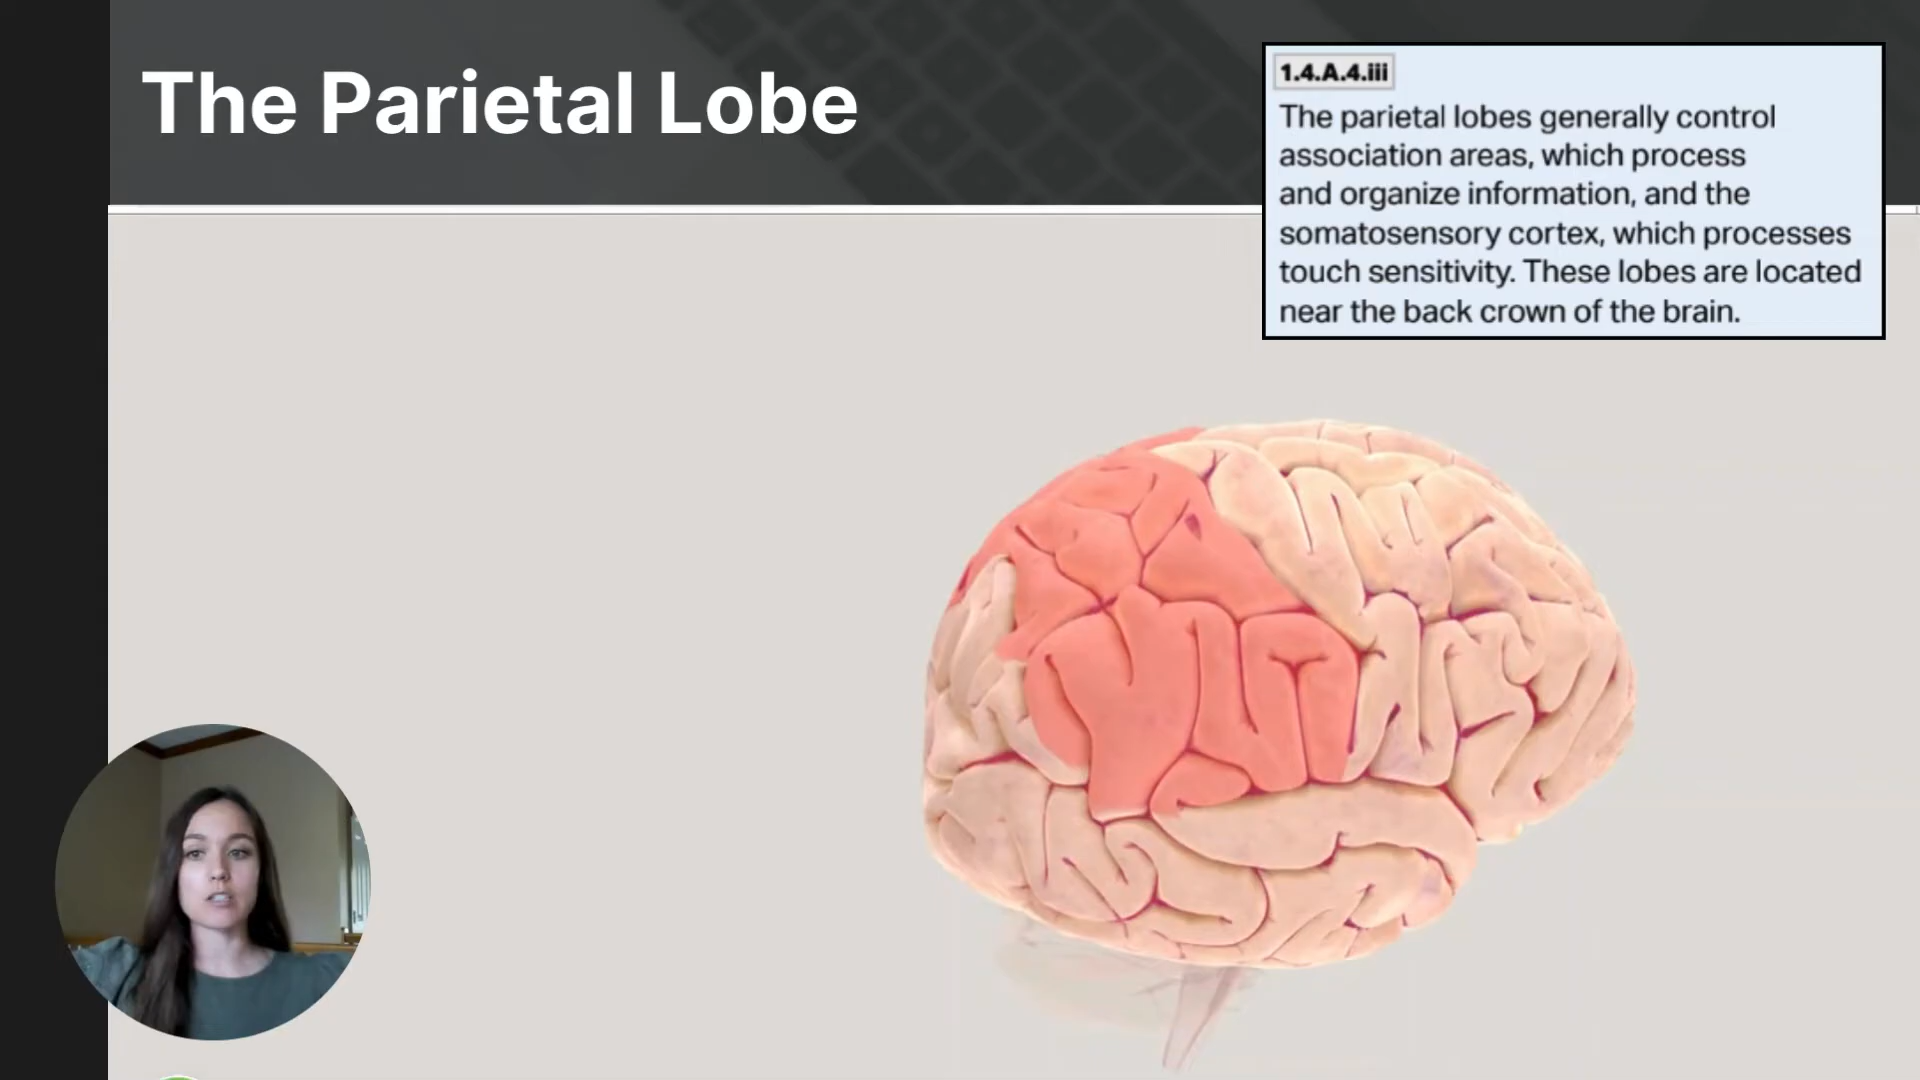 The Parietal Lobe
1.4.A.4.iii
The parietal lobes generally control
association areas, which process
and organize information, and the
somatosensory cortex, which processes
touch sensitivity. These lobes are located
near the back crown of the brain.